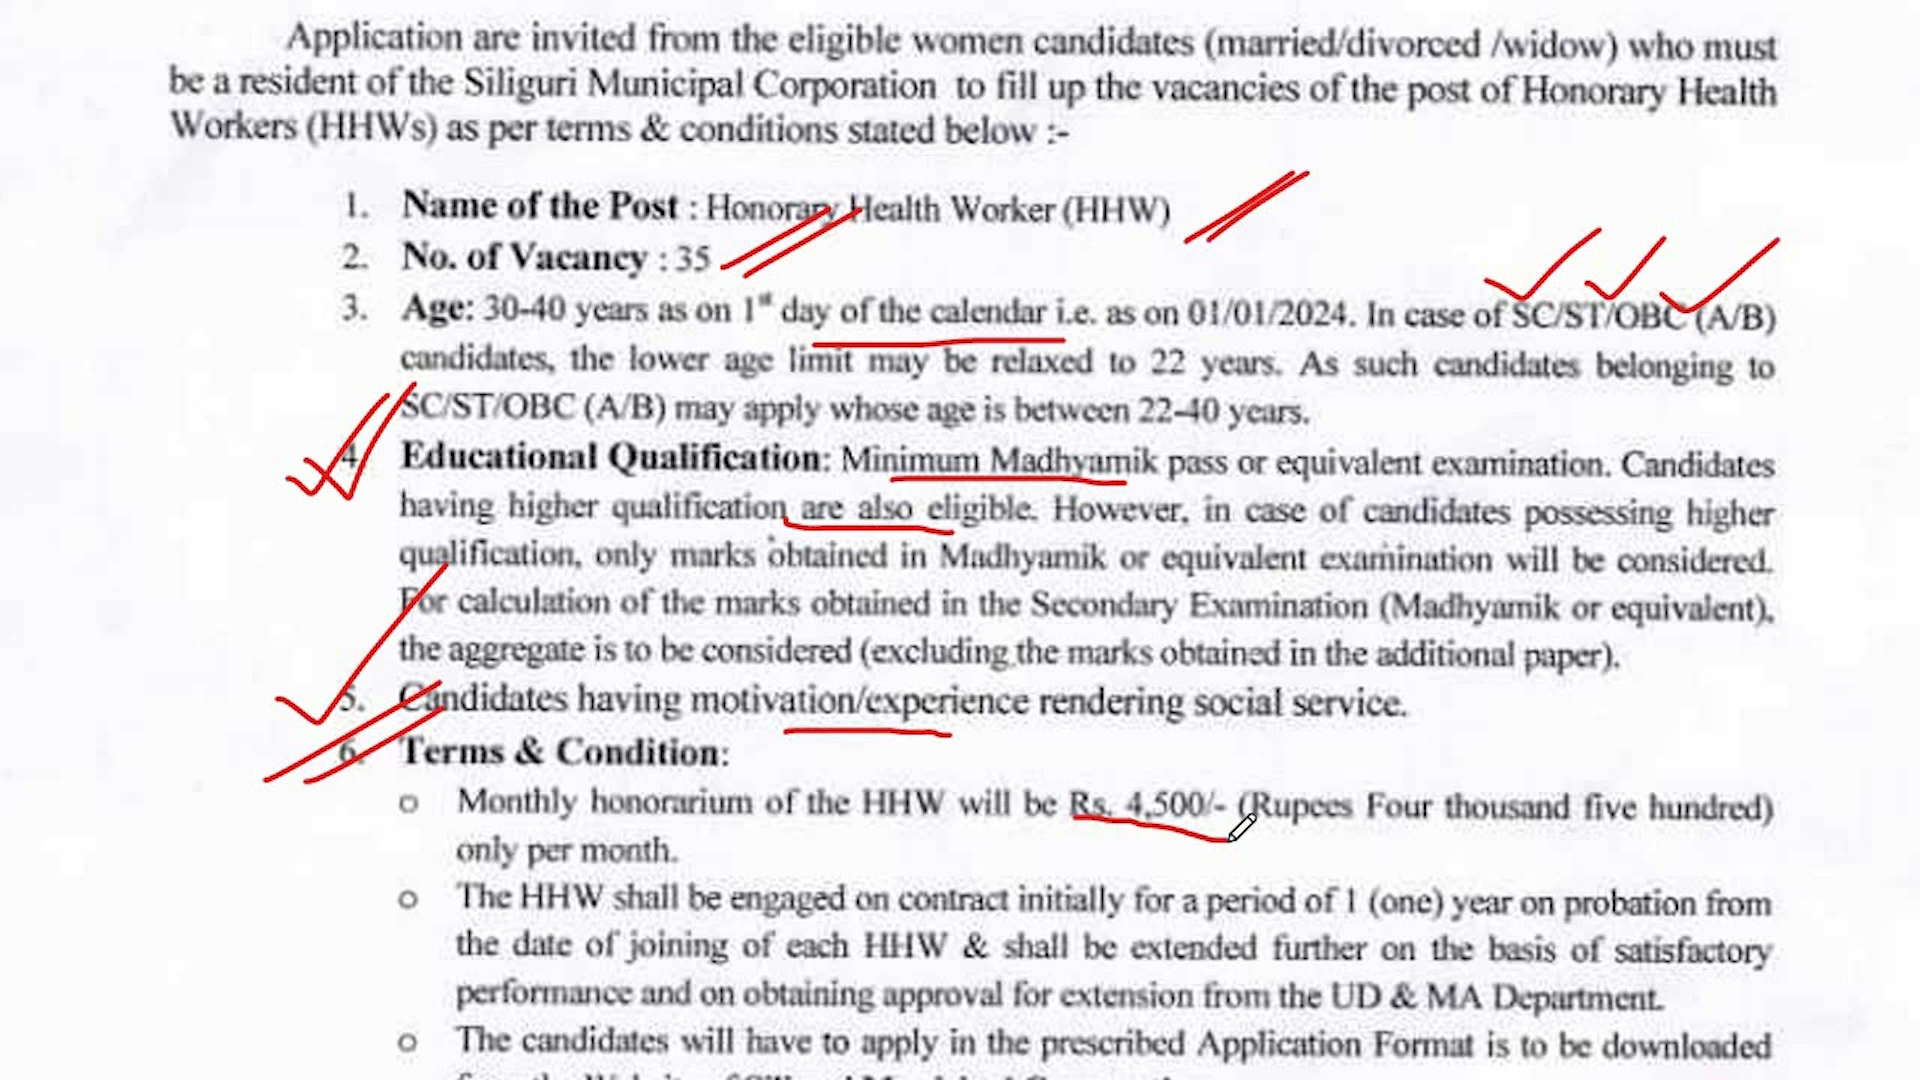 Application are invited from the eligible women candidates (married/divorced /widow) who must
be a resident of the Siliguri Municipal Corporation to fill up the vacancies of the post of Honorary Health
Workers (HHWs) as per terms & conditions stated below :-
1. Name of the Post : Honorary Health Worker (HHW)
2. No. of Vacancy : 35
3. Age: 30-40 years as on 1st day of the calendar i.e. as on 01/01/2024. In case of SC/ST/OBC (A/B)
candidates, the lower age limit may be relaxed to 22 years. As such candidates belonging to
SC/ST/OBC (A/B) may apply whose age is between 22-40 years.
4. Educational Qualification: Minimum Madhyamik pass or equivalent examination. Candidates
having higher qualification are also eligible. However, in case of candidates possessing higher
qualification, only marks obtained in Madhyamik or equivalent examination will be considered.
For calculation of the marks obtained in the Secondary Examination (Madhyamik or equivalent),
the aggregate is to be considered (excluding the marks obtained in the additional paper).
5. Candidates having motivation/experience rendering social service.
6. Terms & Condition:
o Monthly honorarium of the HHW will be Rs. 4,500/- (Rupees Four thousand five hundred)
only per month.
o The HHW shall be engaged on contract initially for a period of 1 (one) year on probation from
the date of joining of each HHW & shall be extended further on the basis of satisfactory
performance and on obtaining approval for extension from the UD & MA Department.
o The candidates will have to apply in the prescribed Application Format is to be downloaded